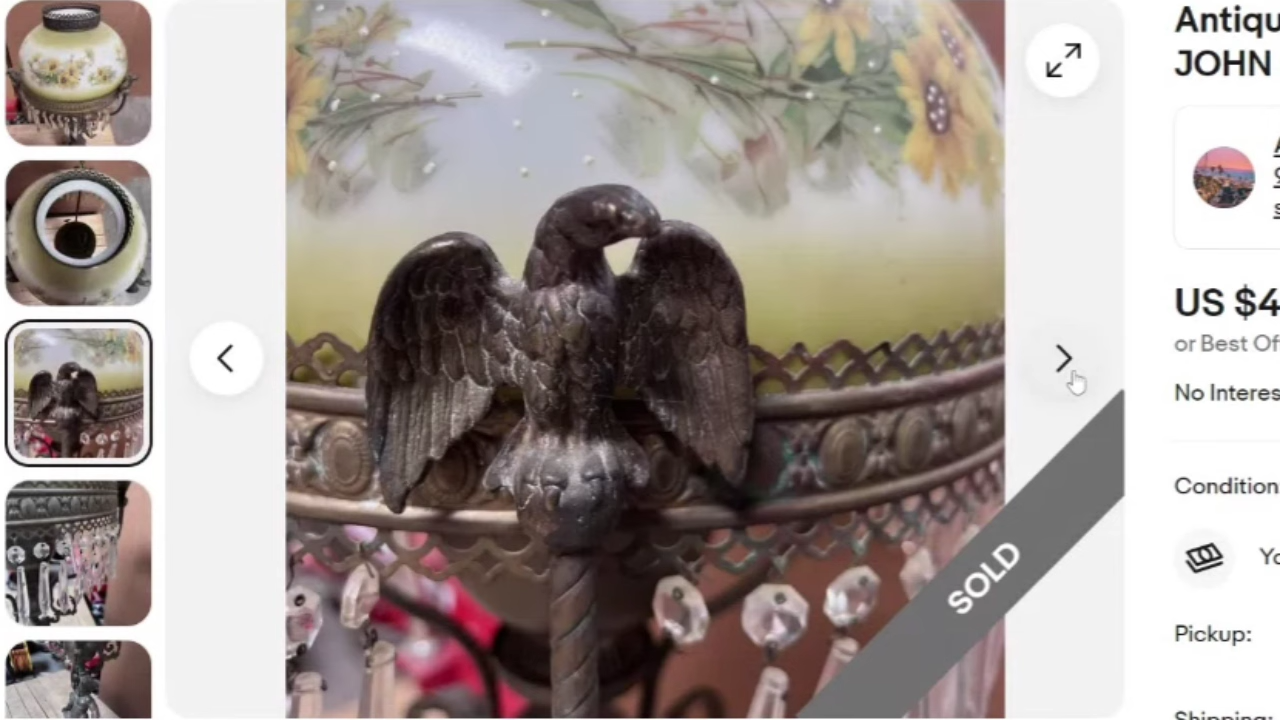 Antiqu
JOHN
US $4
or Best Of
No Interes
Condition:
Yo
Pickup:
Shipping:
SOLD